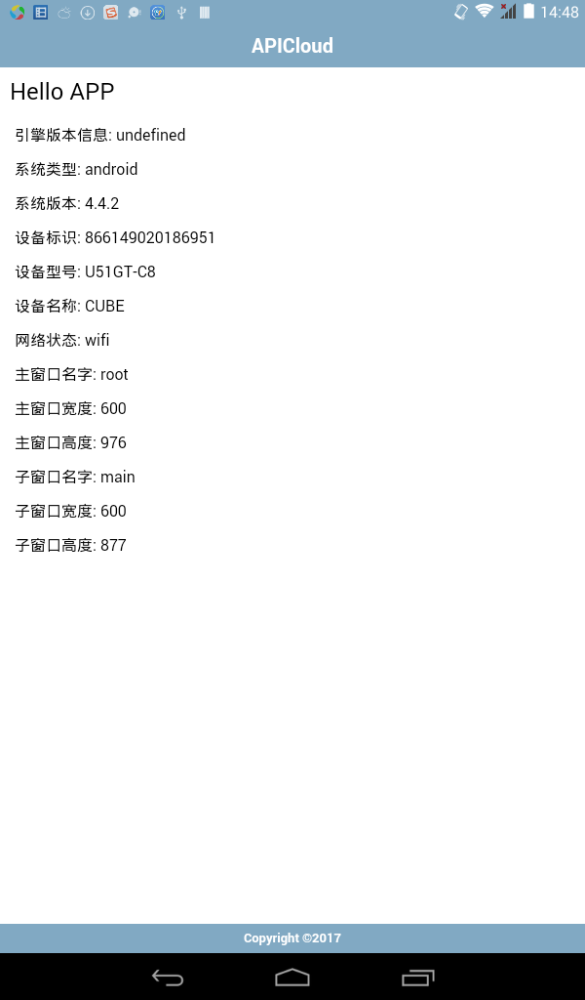 14:48
APICloud
Hello APP
引擎版本信息: undefined
系统类型: android
系统版本: 4.4.2
设备标识: 866149020186951
设备型号: U51GT-C8
设备名称: CUBE
网络状态: wifi
主窗口名字: root
主窗口宽度: 600
主窗口高度: 976
子窗口名字: main
子窗口宽度: 600
子窗口高度: 877
Copyright ©2017